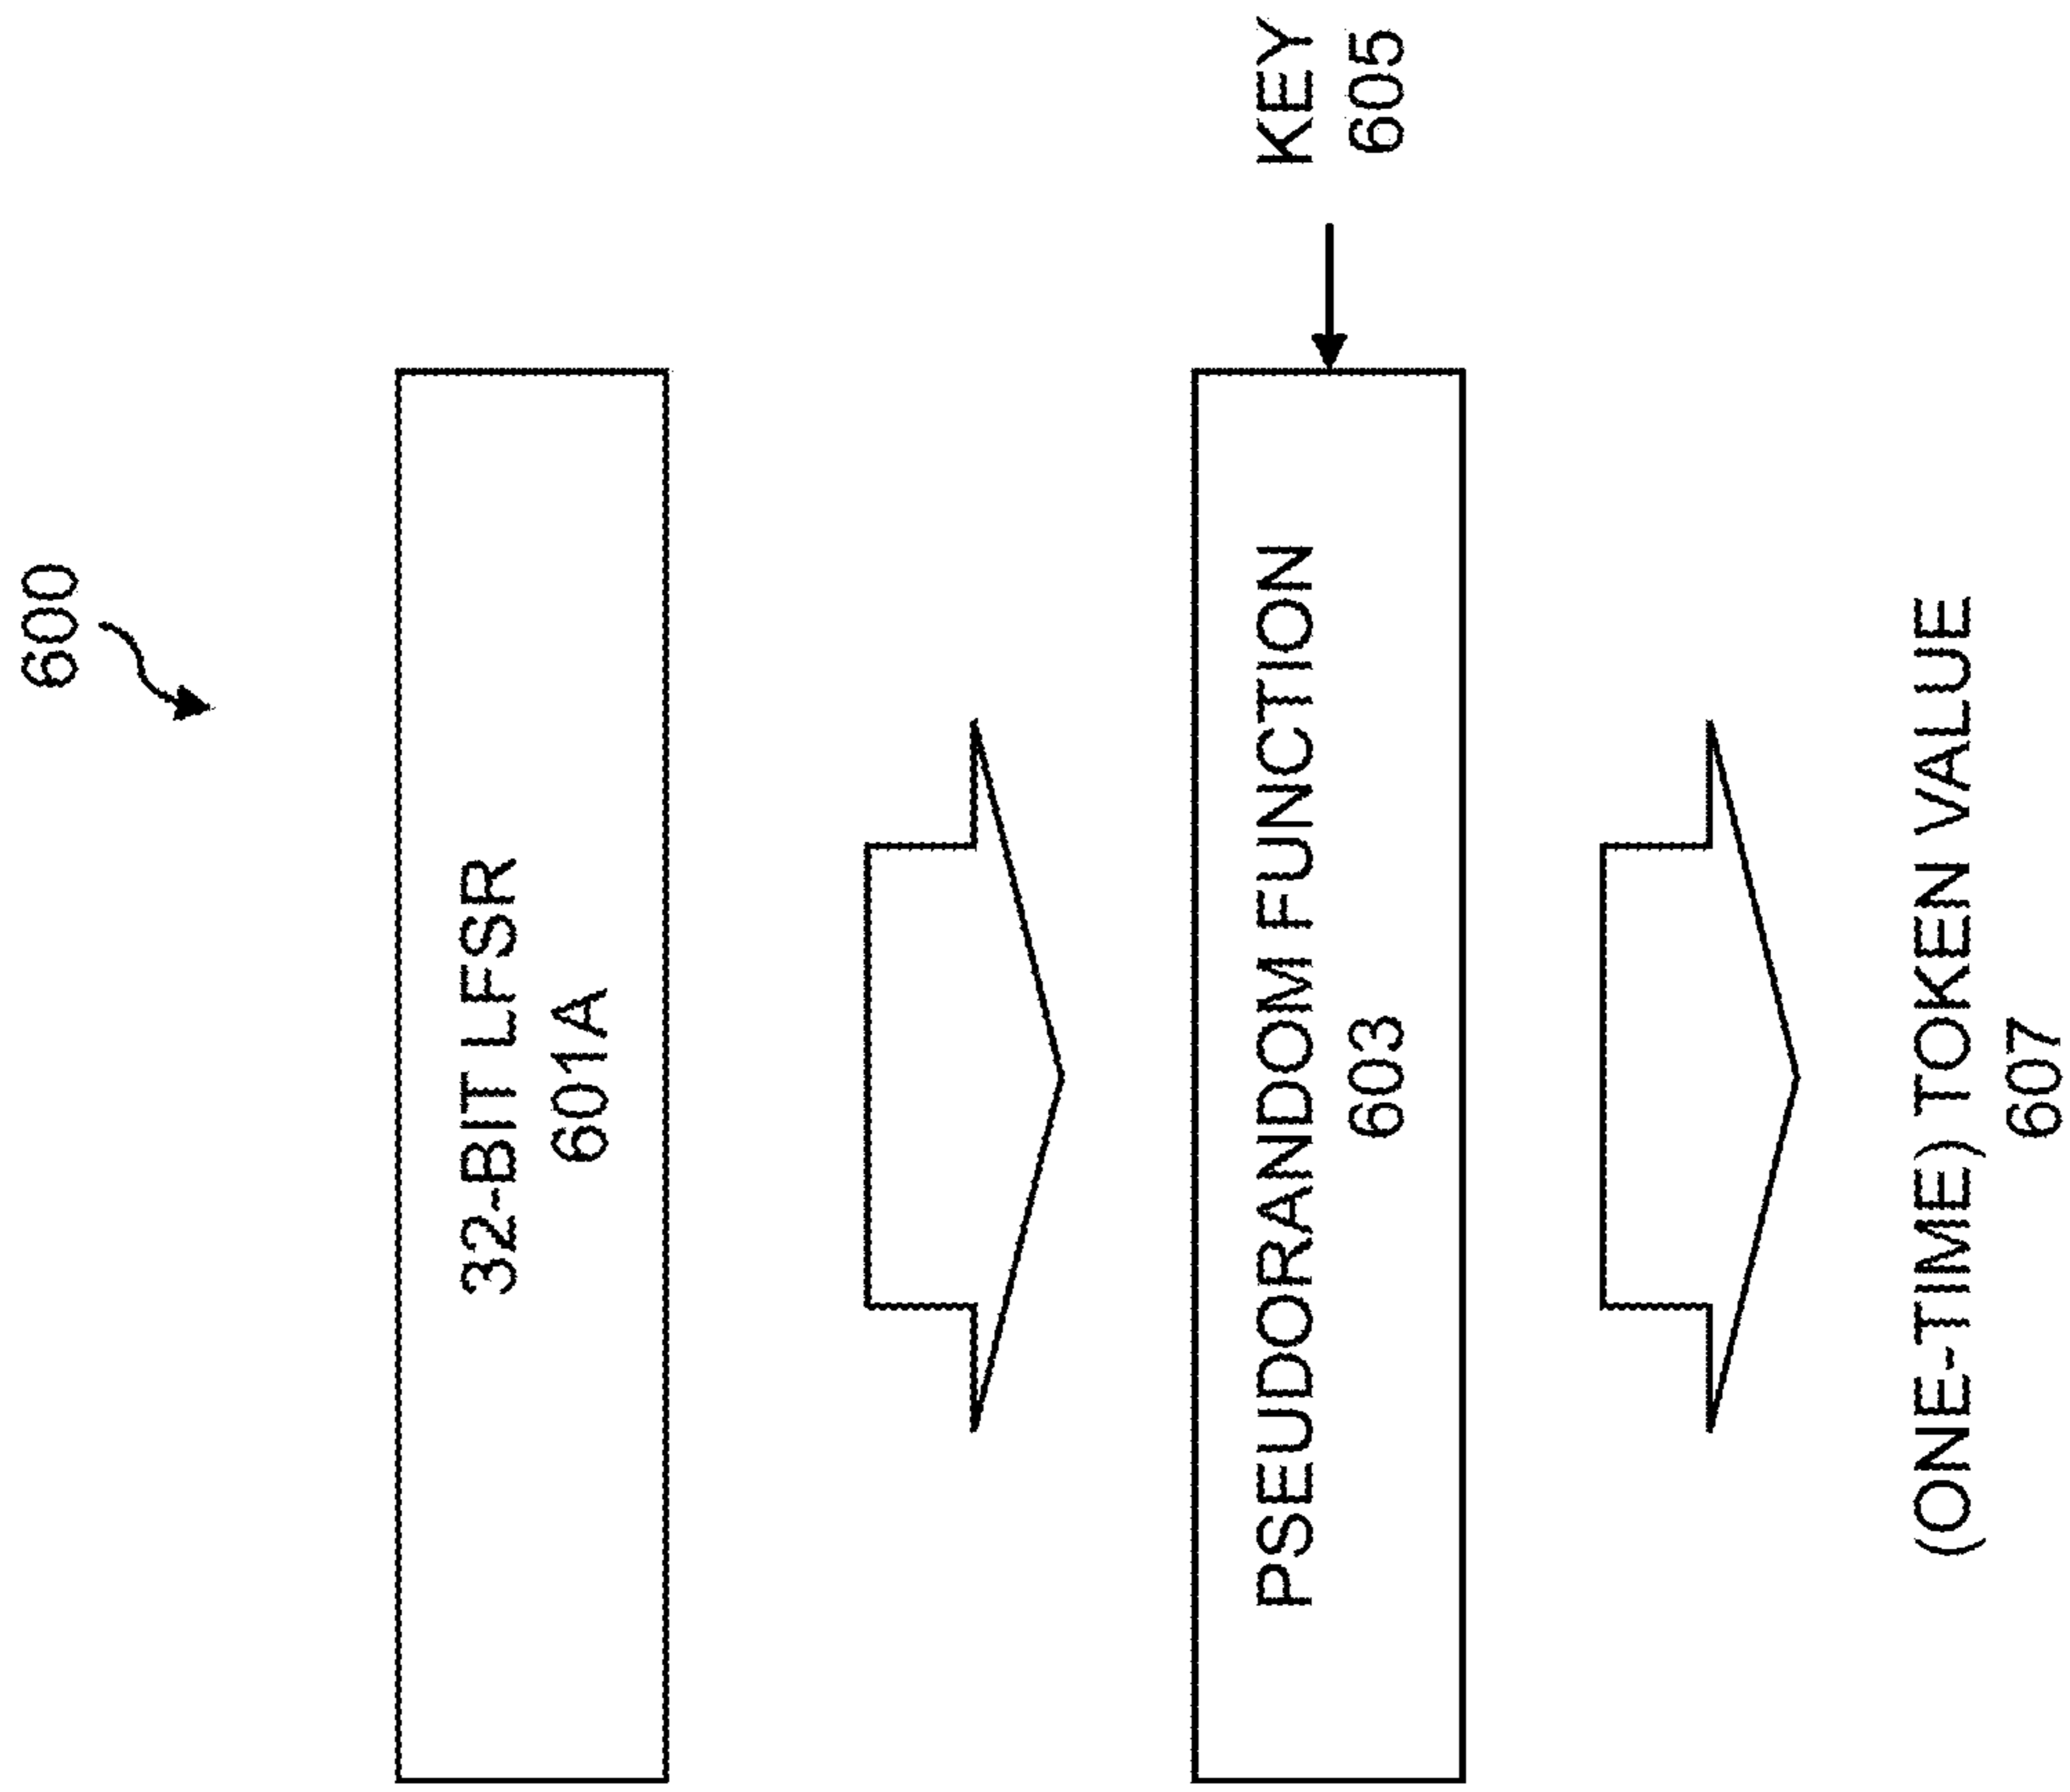 600
32-BIT LFSR
601A
PSEUDORANDOM FUNCTION
603
KEY
605
(ONE-TIME) TOKEN VALUE
607